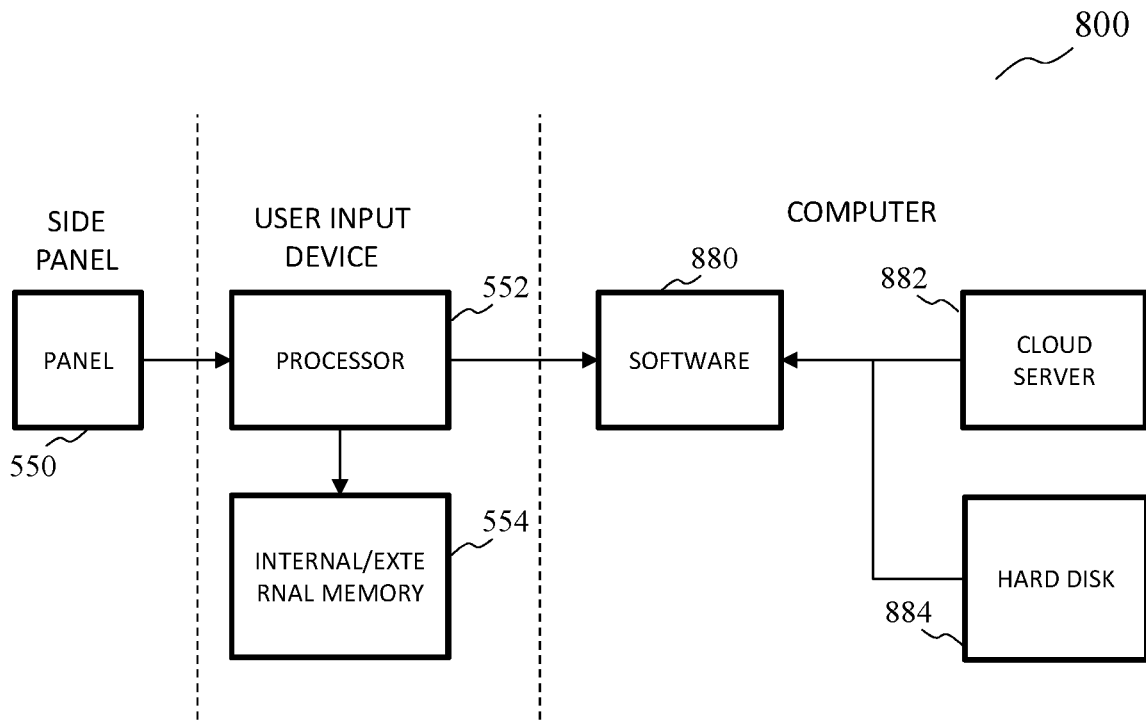 800
SIDE
PANEL
USER INPUT
DEVICE
COMPUTER
552
880
882
PANEL
PROCESSOR
SOFTWARE
CLOUD
SERVER
550
554
INTERNAL/EXTE
RNAL MEMORY
HARD DISK
884